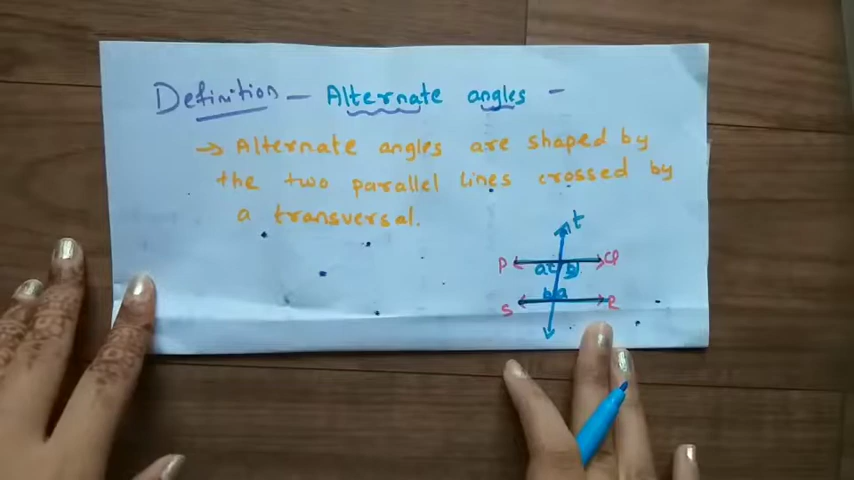 Definition - Alternate angles -
→ Alternate angles are shaped by
the two parallel lines crossed by
a transversal.
t
P
a b
b a
S R